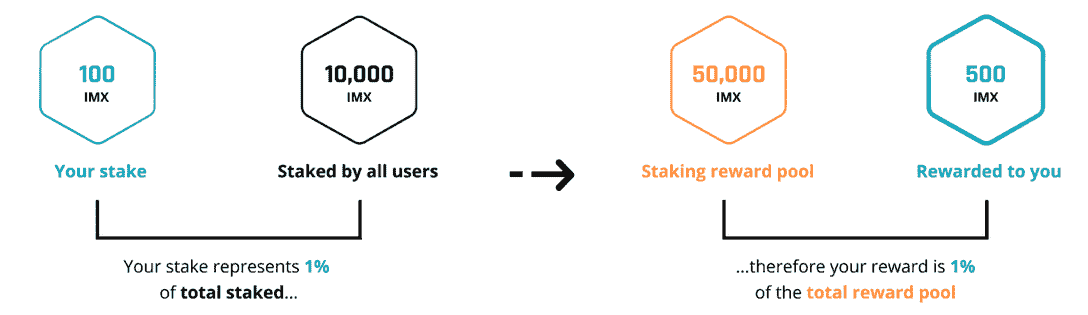 100
IMX
Your stake
10,000
IMX
Staked by all users
50,000
IMX
Staking reward pool
500
IMX
Rewarded to you
Your stake represents 1%
of total staked...
...therefore your reward is 1%
of the total reward pool